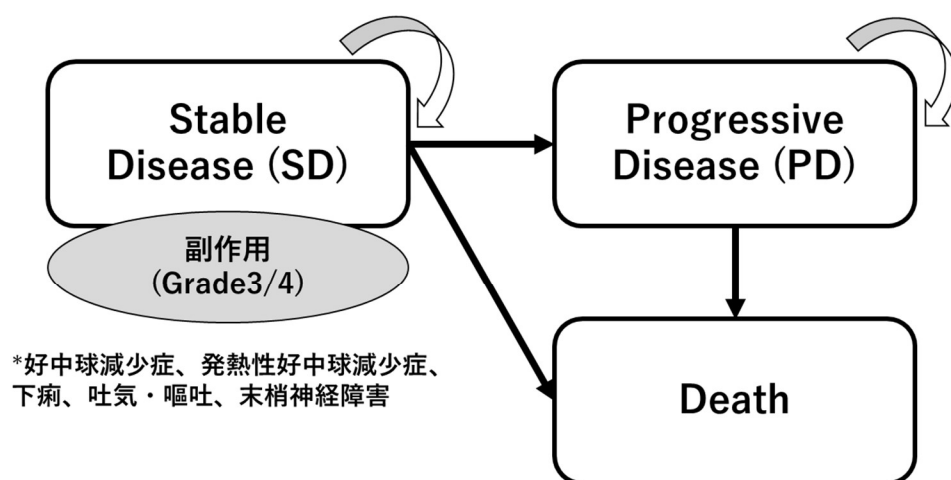 Stable
Disease (SD)
Progressive
Disease (PD)
副作用
(Grade3/4)
*好中球減少症、発熱性好中球減少症、
下痢、吐気・嘔吐、末梢神経障害
Death